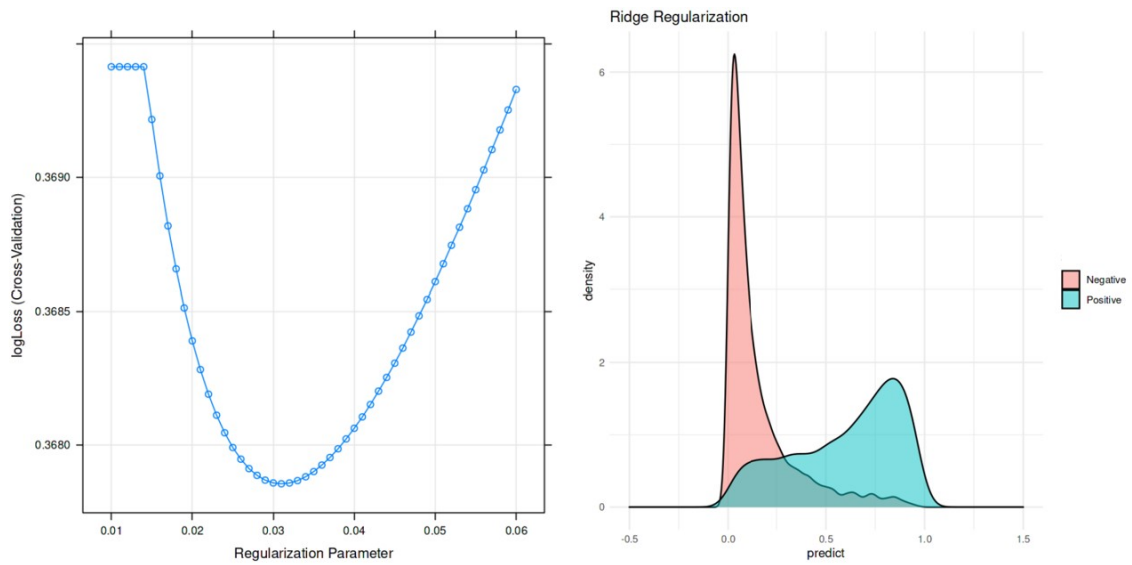 logLoss (Cross-Validation)
0.3690
0.3685
0.3680
0.01 0.02 0.03 0.04 0.05 0.06
Regularization Parameter
Ridge Regularization
density
6
4
2
0
-0.5 0.0 0.5 1.0 1.5
predict
Negative
Positive